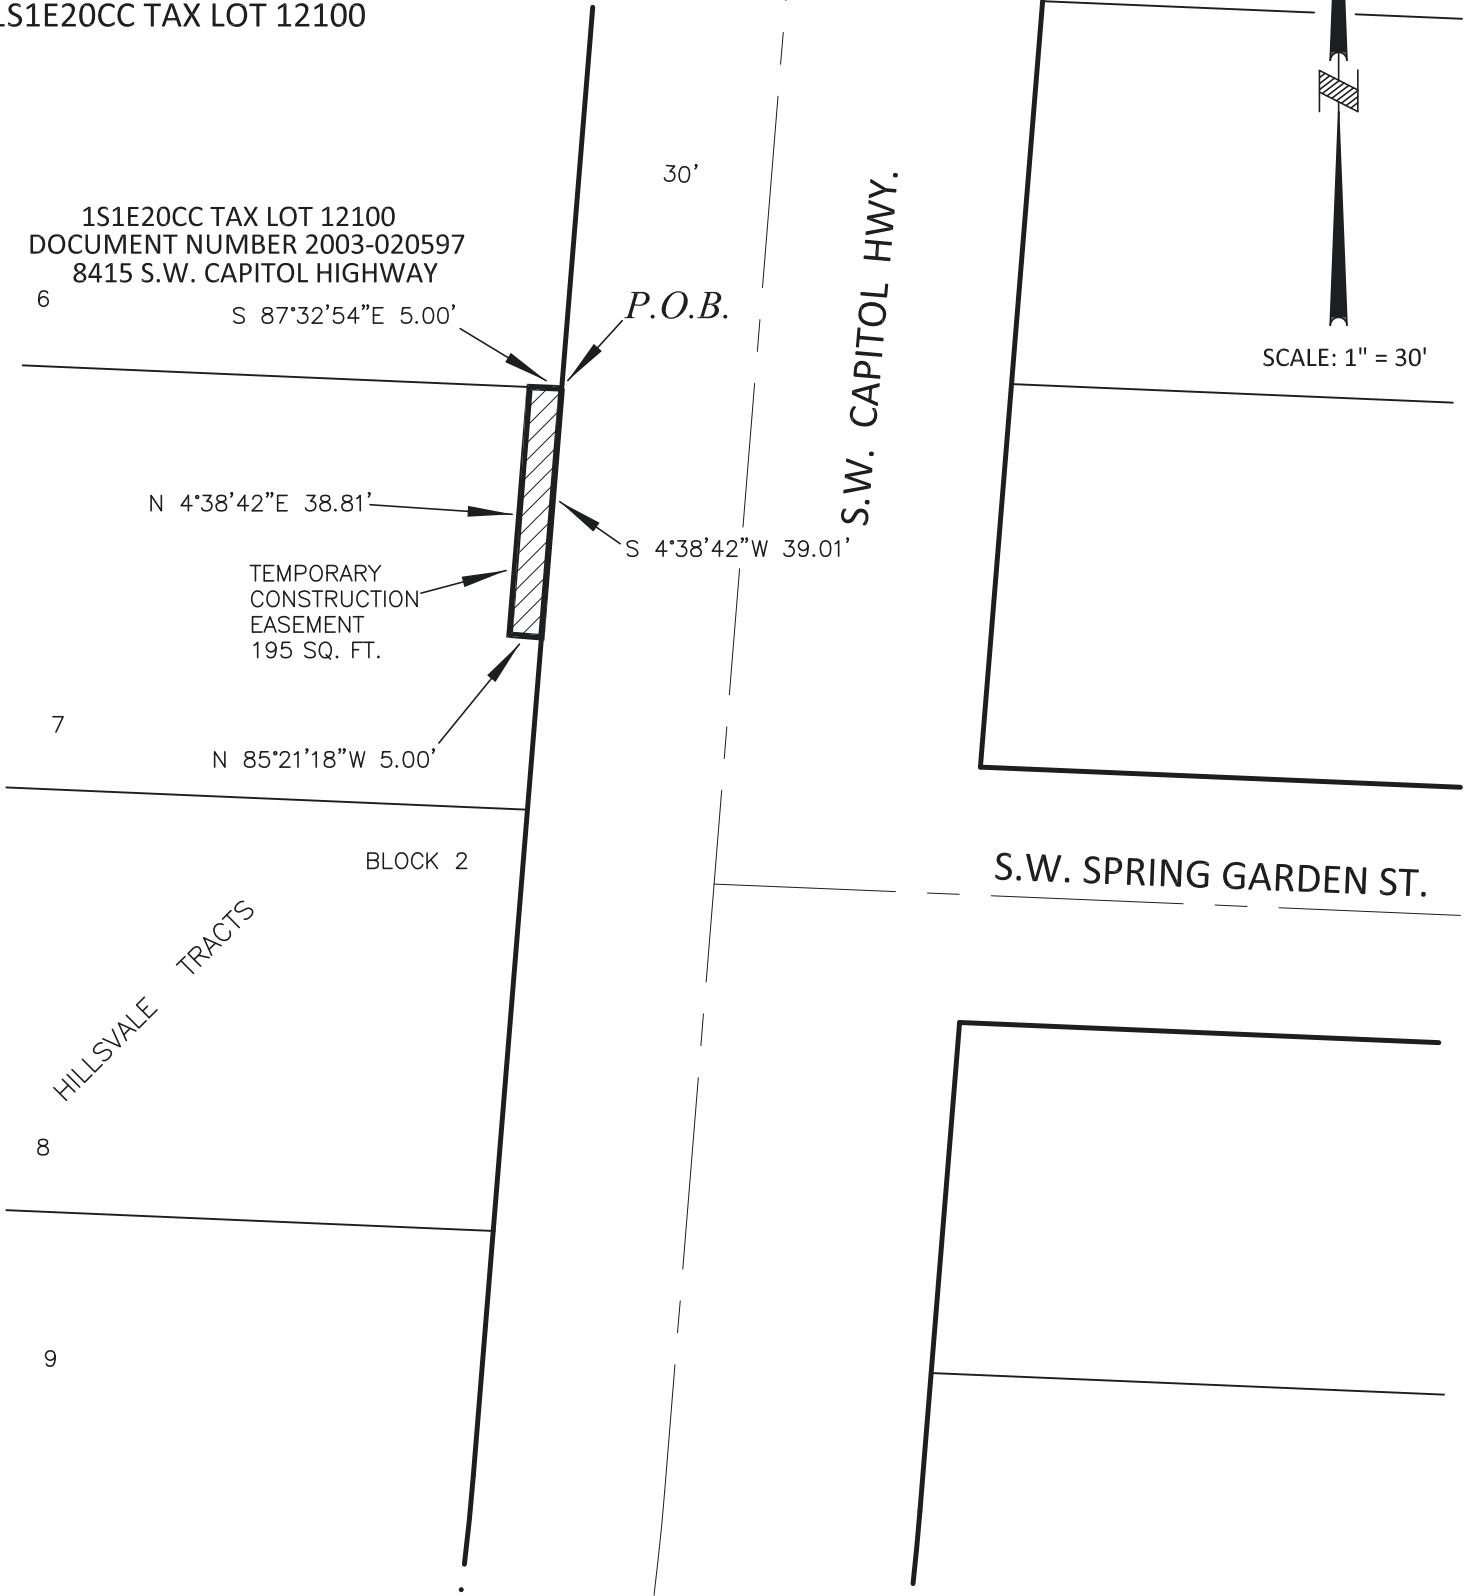 1S1E20CC TAX LOT 12100
30’
S.W. CAPITOL HWY.
1S1E20CC TAX LOT 12100
DOCUMENT NUMBER 2003-020597
8415 S.W. CAPITOL HIGHWAY
6
S 87°32’54”E 5.00’
P.O.B.
SCALE: 1" = 30'
N 4°38’42”E 38.81’
S 4°38’42”W 39.01’
TEMPORARY
CONSTRUCTION
EASEMENT
195 SQ. FT.
7
N 85°21’18”W 5.00’
BLOCK 2
S.W. SPRING GARDEN ST.
HILLSVALE TRACTS
8
9